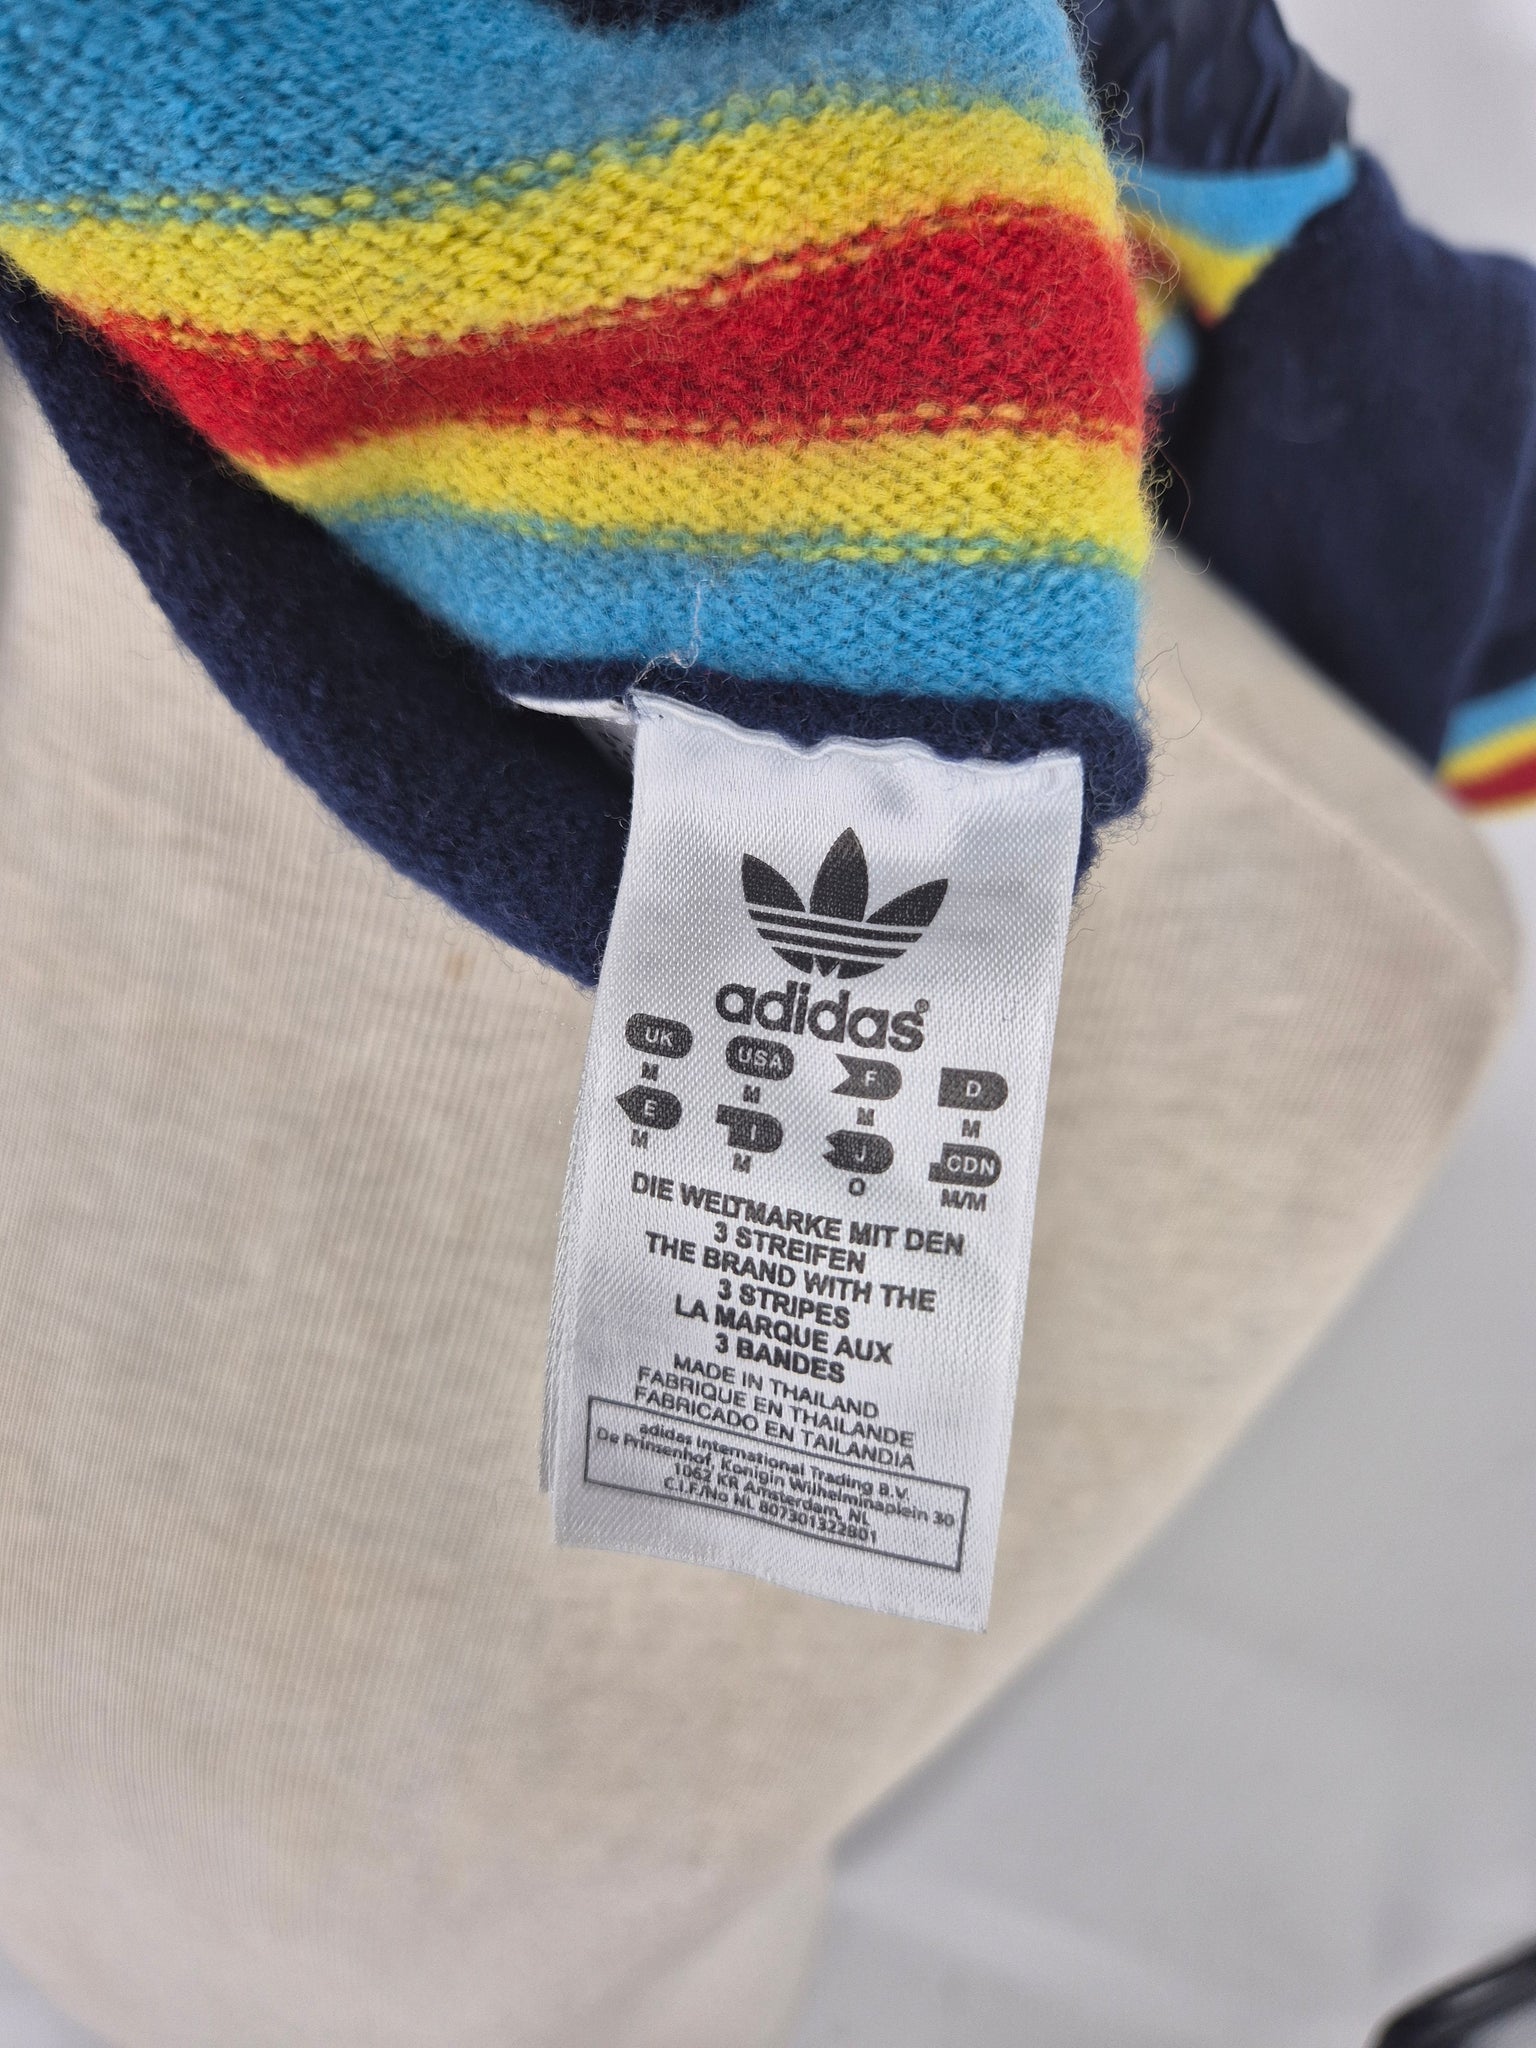 adidas®
UK USA F D
M M M M
E I J CDN
M M O M/M
DIE WELTMARKE MIT DEN
3 STREIFEN
THE BRAND WITH THE
3 STRIPES
LA MARQUE AUX
3 BANDES
MADE IN THAILAND
FABRIQUE EN THAILANDE
FABRICADO EN TAILANDIA
adidas International Trading B.V.
De Prinsenhof, Konigin Wilhelminaplein 30
1062 KR Amsterdam, NL
C.I.F/No NL 807301322B01